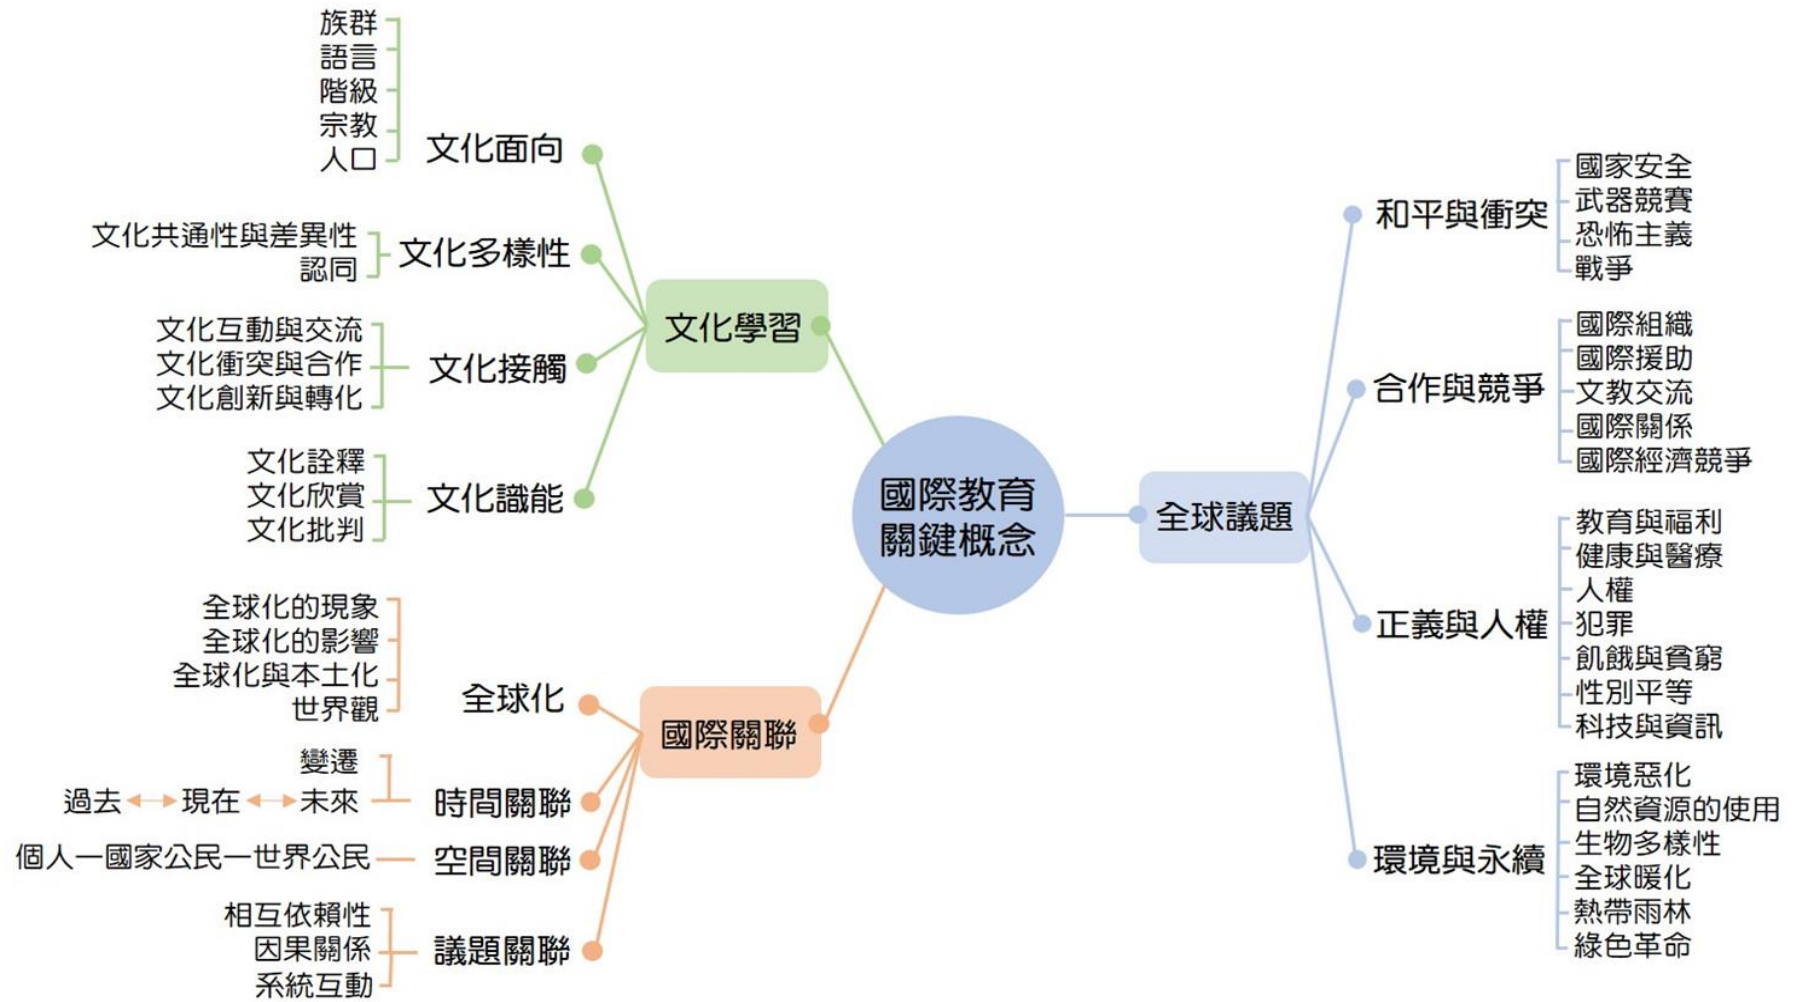 國際教育
關鍵概念
文化學習
文化面向
族群
語言
階級
宗教
人口
文化多樣性
文化共通性與差異性
認同
文化接觸
文化互動與交流
文化衝突與合作
文化創新與轉化
文化識能
文化詮釋
文化欣賞
文化批判
國際關聯
全球化
全球化的現象
全球化的影響
全球化與本土化
世界觀
時間關聯
變遷
過去 現在 未來
空間關聯
個人—國家公民—世界公民
議題關聯
相互依賴性
因果關係
系統互動
全球議題
和平與衝突
國家安全
武器競賽
恐怖主義
戰爭
合作與競爭
國際組織
國際援助
文教交流
國際關係
國際經濟競爭
正義與人權
教育與福利
健康與醫療
人權
犯罪
飢餓與貧窮
性別平等
科技與資訊
環境與永續
環境惡化
自然資源的使用
生物多樣性
全球暖化
熱帶雨林
綠色革命